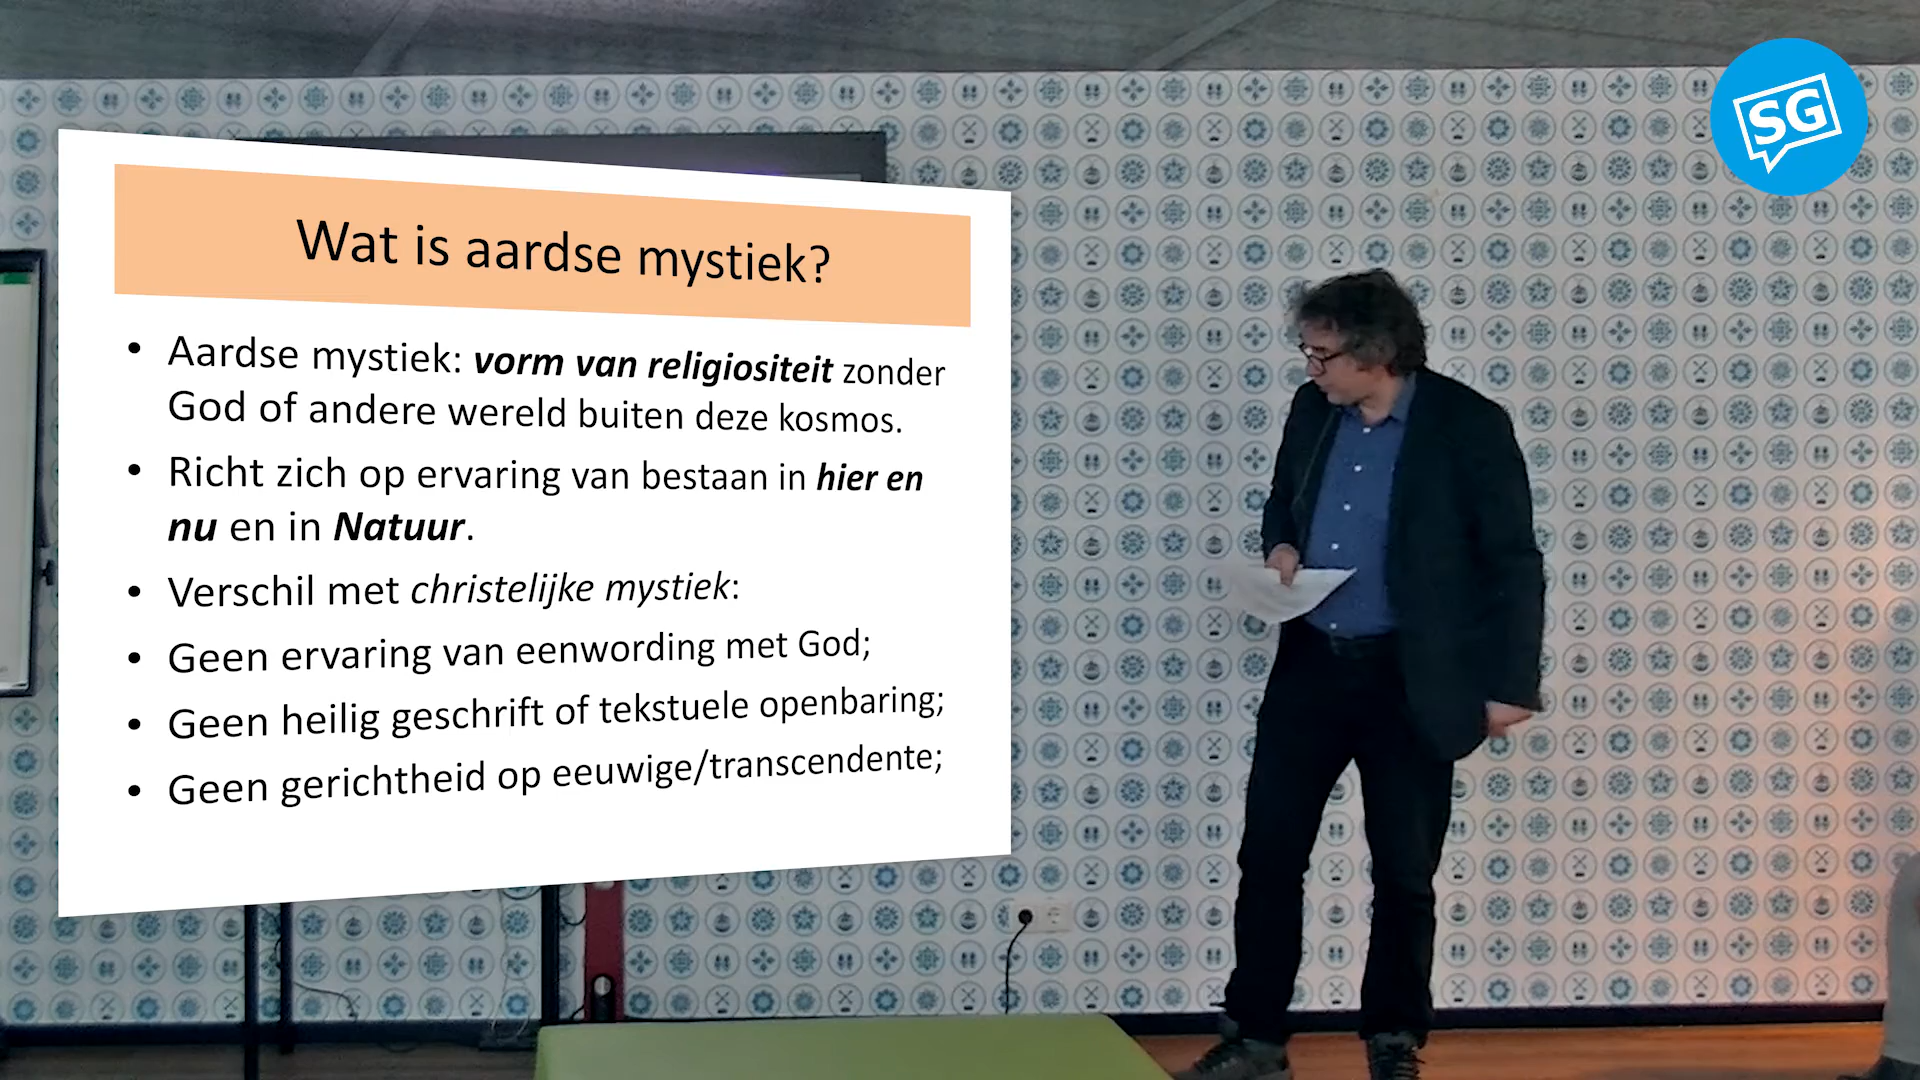 SG
Wat is aardse mystiek?
• Aardse mystiek: vorm van religiositeit zonder
God of andere wereld buiten deze kosmos.
• Richt zich op ervaring van bestaan in hier en
nu en in Natuur.
• Verschil met christelijke mystiek:
• Geen ervaring van eenwording met God;
• Geen heilig geschrift of tekstuele openbaring;
• Geen gerichtheid op eeuwige/transcendente;